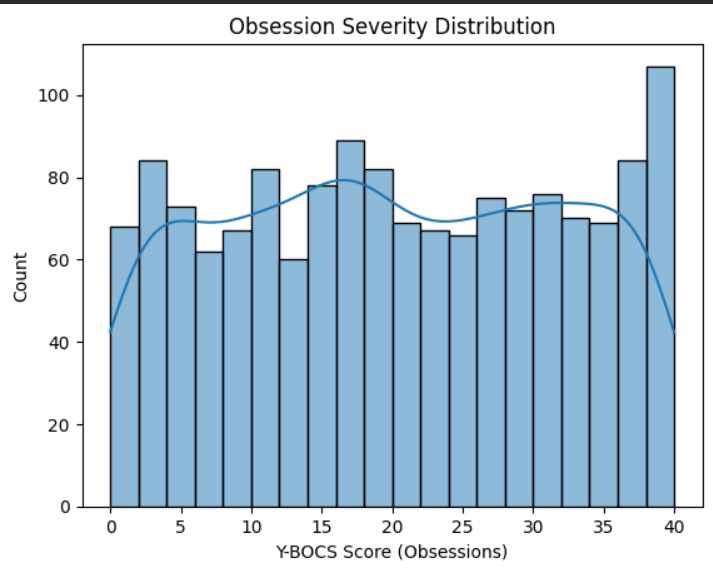 Obsession Severity Distribution
100
80
60
40
20
0
Count
0 5 10 15 20 25 30 35 40
Y-BOCS Score (Obsessions)